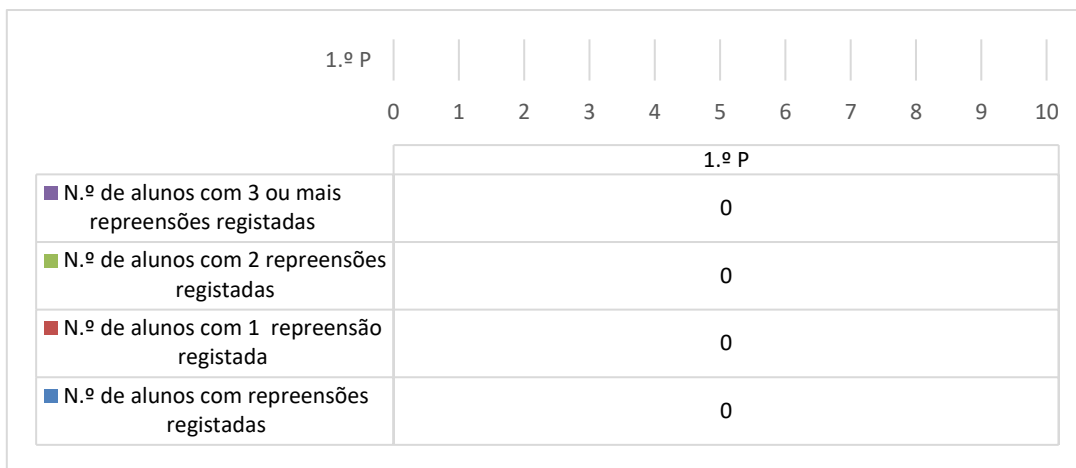 1.º P
0 1 2 3 4 5 6 7 8 9 10
1.º P
N.º de alunos com 3 ou mais
repreensões registadas
0
N.º de alunos com 2 repreensões
registadas
0
N.º de alunos com 1 repreensão
registada
0
N.º de alunos com repreensões
registadas
0